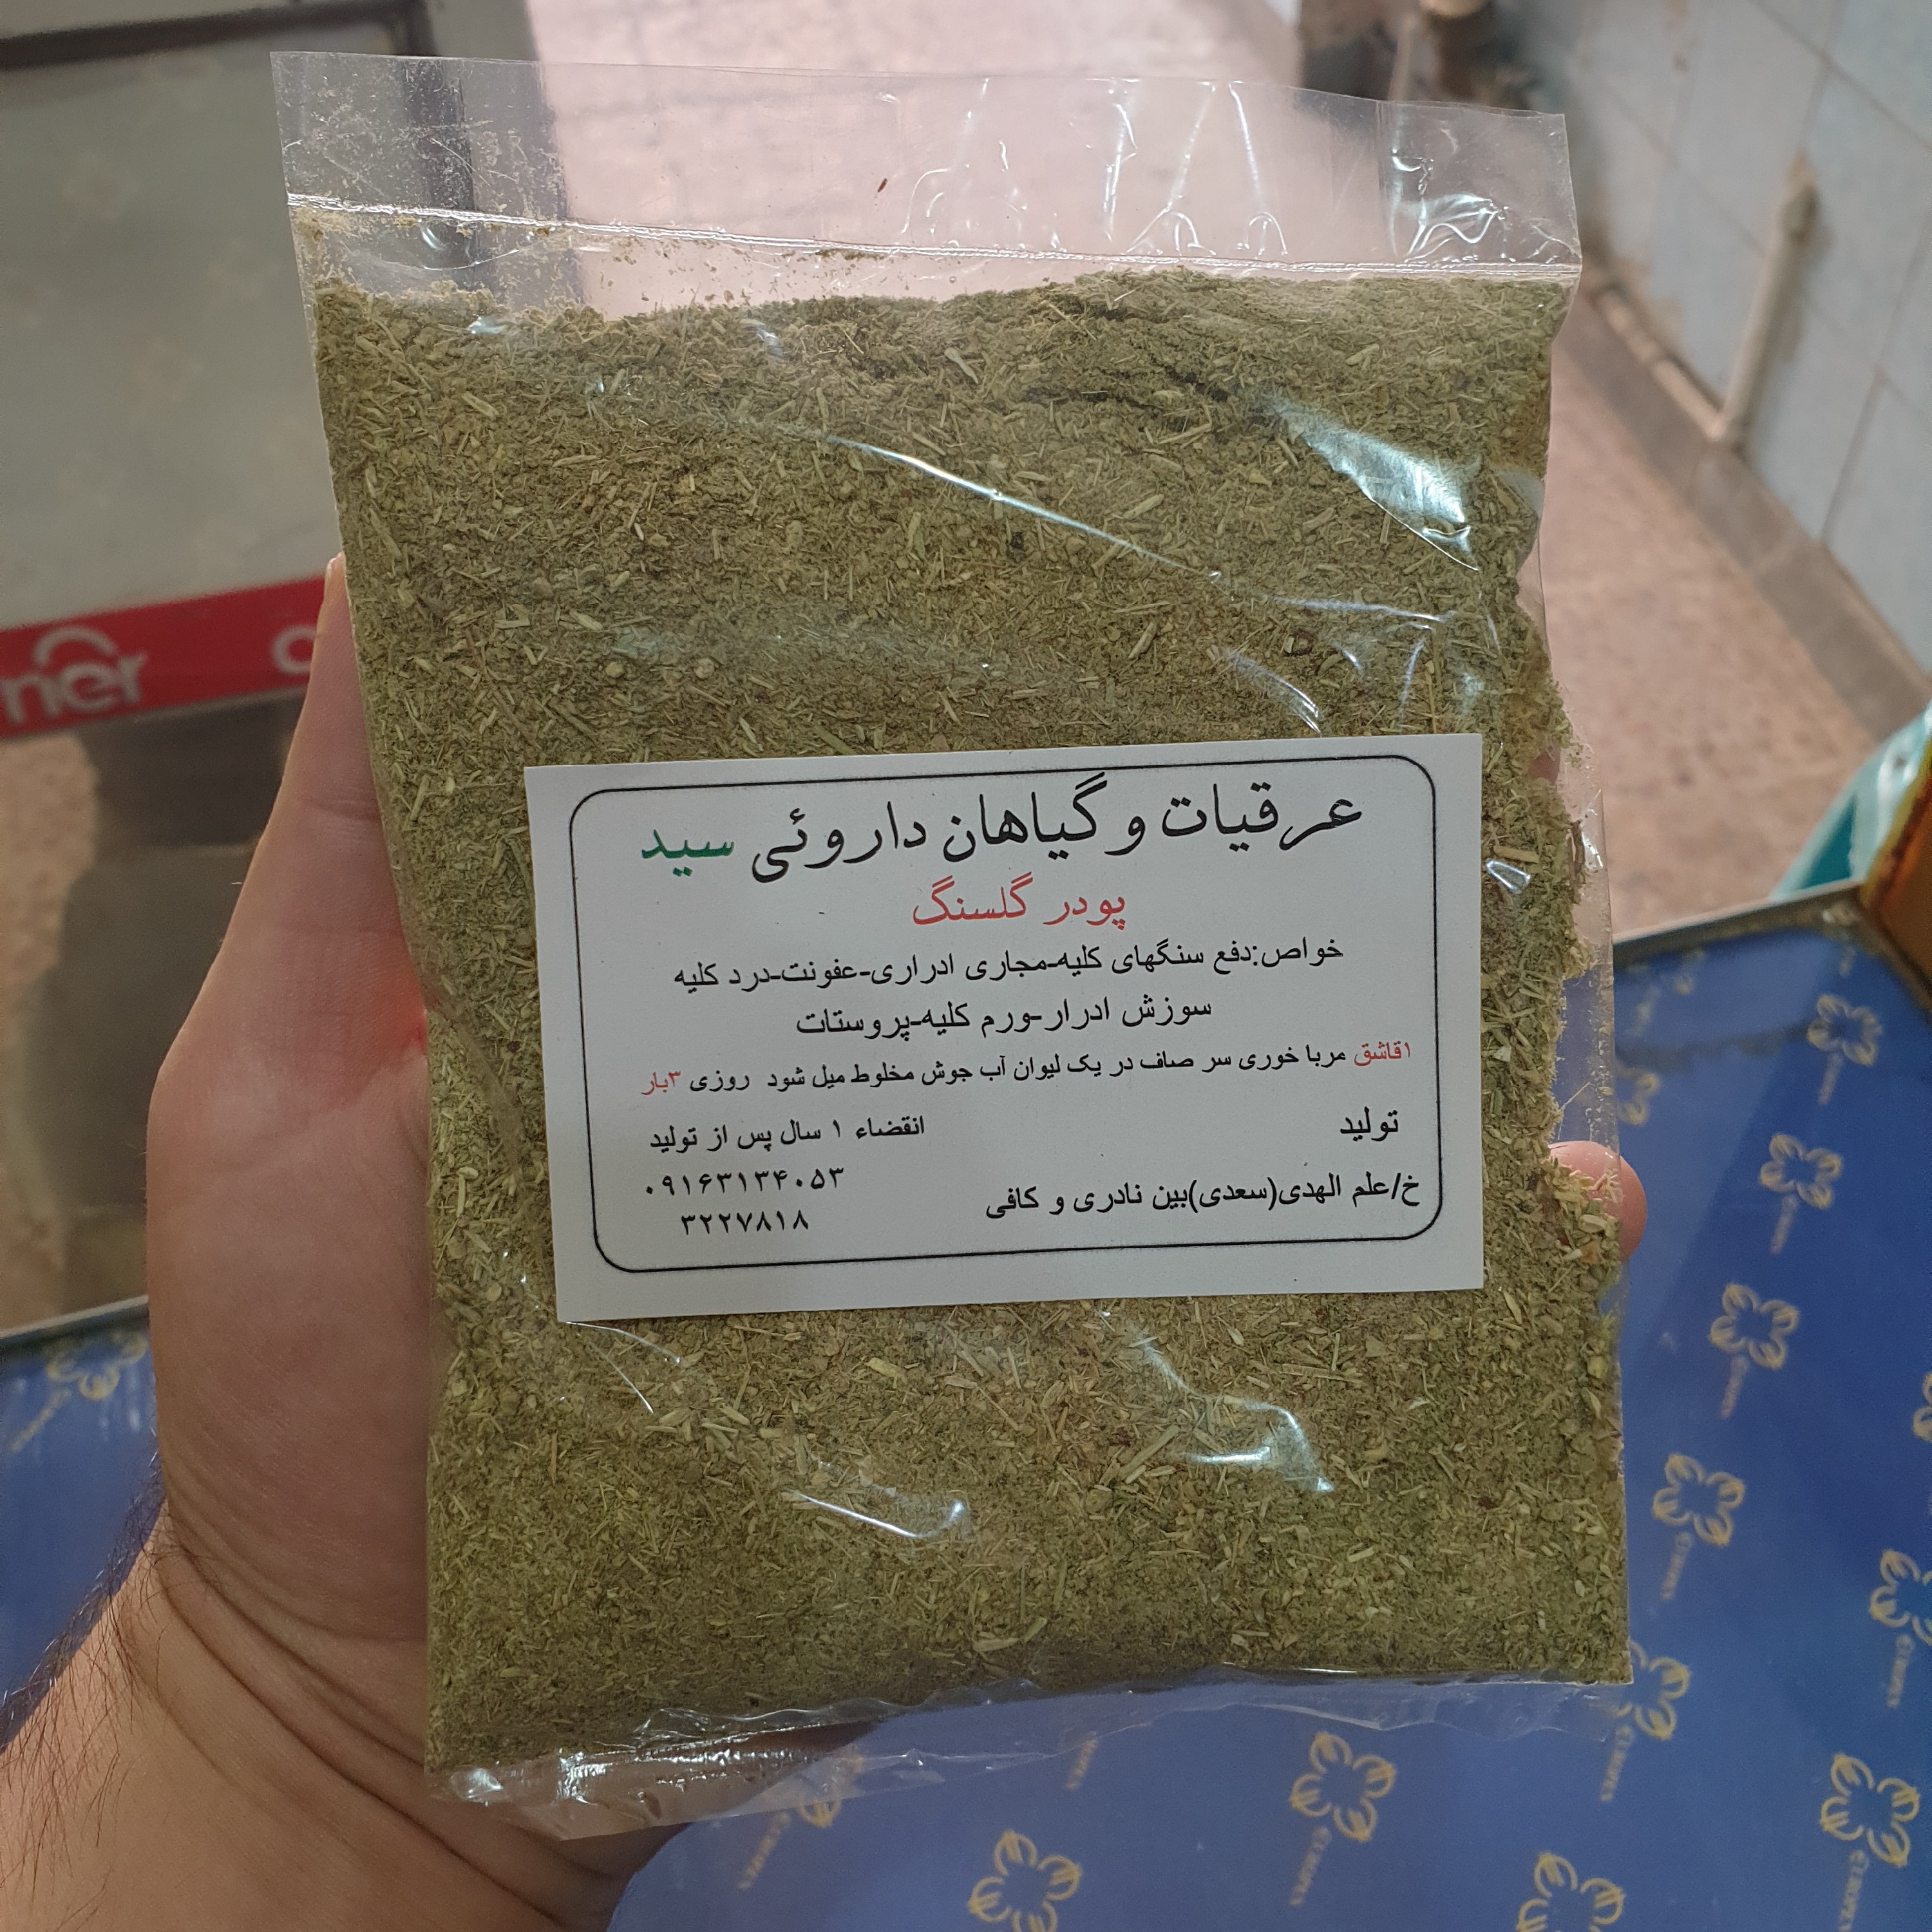 عرقیات و گیاهان داروئی سید
پودر گلسنگ
خواص:دفع سنگهای کلیه-مجاری ادراری-عفونت-درد کلیه
سوزش ادرار-ورم کلیه-پروستات
۱قاشق مربا خوری سر صاف در یک لیوان آب جوش مخلوط میل شود روزی ۳بار
تولید
انقضاء ۱ سال پس از تولید
خ/علم الهدی(سعدی)بین نادری و کافی
۰۹۱۶۳۱۳۴۰۵۳
۳۲۲۷۸۱۸
ner